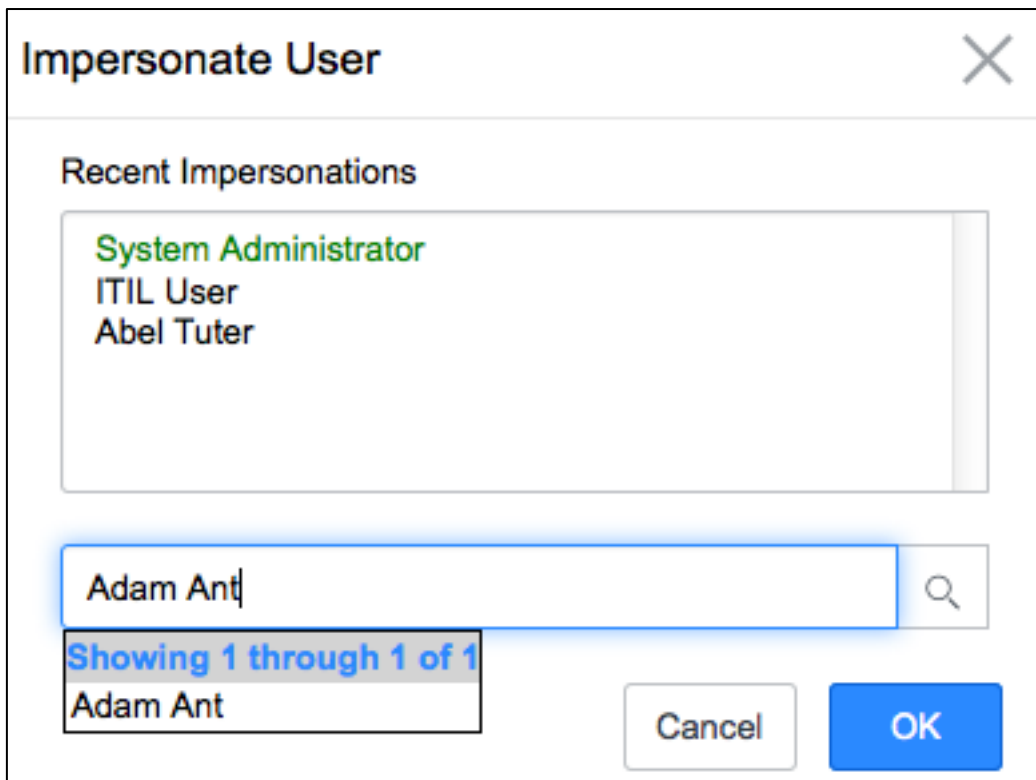 Impersonate User
Recent Impersonations
System Administrator
ITIL User
Abel Tuter
Adam Ant
Showing 1 through 1 of 1
Adam Ant
Cancel
OK